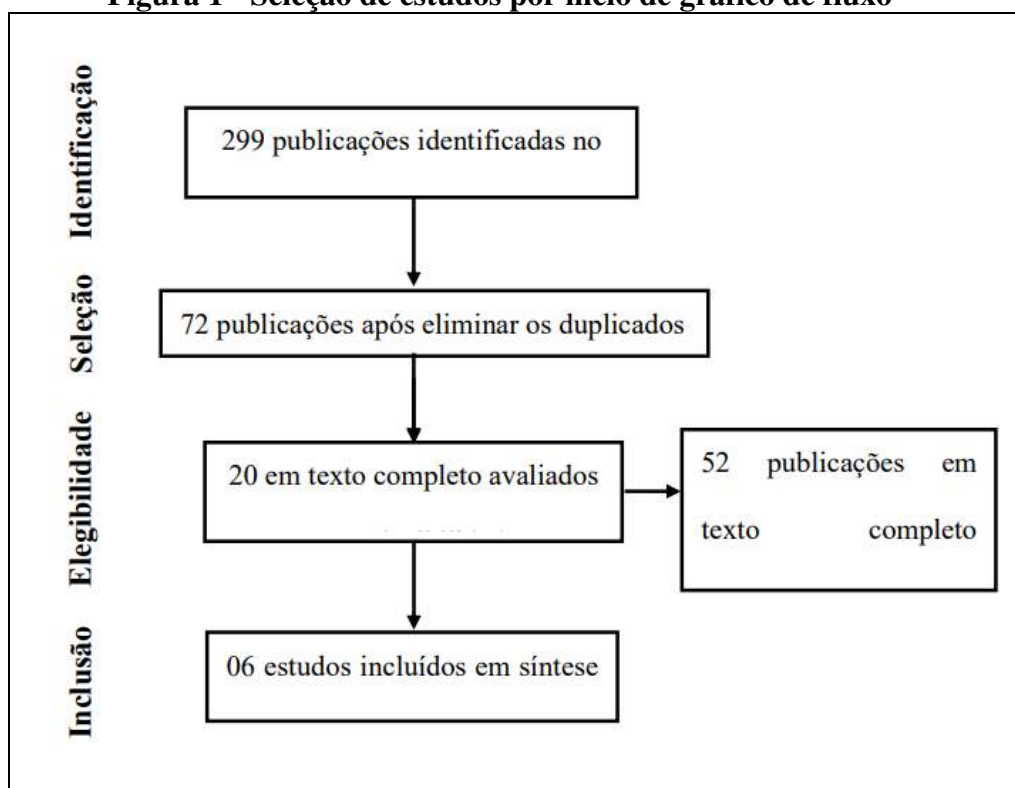 Figura 1 - Seleção de estudos por meio de gráfico de fluxo
Identificação
299 publicações identificadas no
Seleção
72 publicações após eliminar os duplicados
Elegibilidade
20 em texto completo avaliados
52 publicações em
texto completo
Inclusão
06 estudos incluídos em síntese